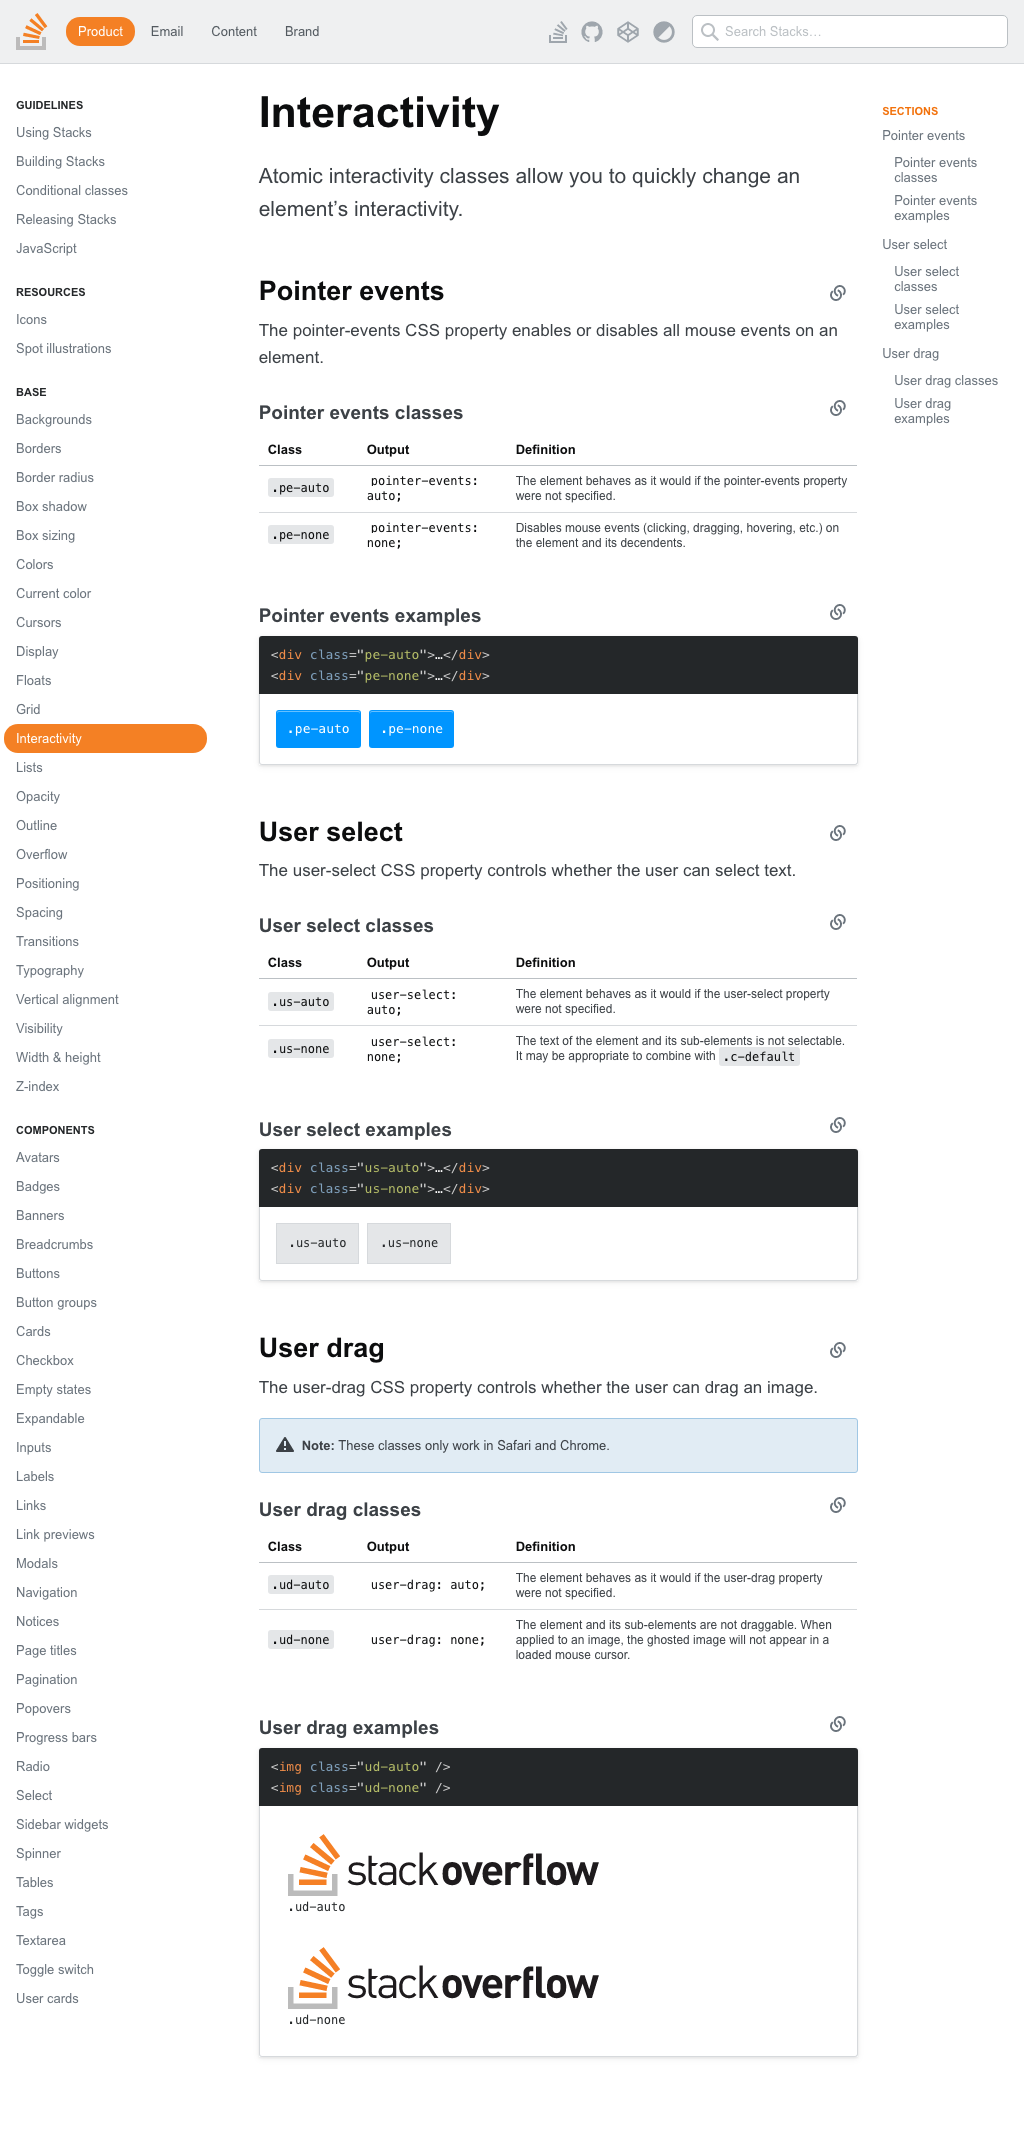 Product
Email
Content
Brand
Search Stacks…
GUIDELINES
Using Stacks
Building Stacks
Conditional classes
Releasing Stacks
JavaScript
RESOURCES
Icons
Spot illustrations
BASE
Backgrounds
Borders
Border radius
Box shadow
Box sizing
Colors
Current color
Cursors
Display
Floats
Grid
Interactivity
Lists
Opacity
Outline
Overflow
Positioning
Spacing
Transitions
Typography
Vertical alignment
Visibility
Width & height
Z-index
COMPONENTS
Avatars
Badges
Banners
Breadcrumbs
Buttons
Button groups
Cards
Checkbox
Empty states
Expandable
Inputs
Labels
Links
Link previews
Modals
Navigation
Notices
Page titles
Pagination
Popovers
Progress bars
Radio
Select
Sidebar widgets
Spinner
Tables
Tags
Textarea
Toggle switch
User cards
Interactivity
Atomic interactivity classes allow you to quickly change an
element’s interactivity.
Pointer events
The pointer-events CSS property enables or disables all mouse events on an
element.
Pointer events classes
Class Output Definition
.pe-auto
pointer-events:
auto;
The element behaves as it would if the pointer-events property
were not specified.
.pe-none
pointer-events:
none;
Disables mouse events (clicking, dragging, hovering, etc.) on
the element and its decendents.
Pointer events examples
<div class="pe-auto">…</div>
<div class="pe-none">…</div>
.pe-auto .pe-none
User select
The user-select CSS property controls whether the user can select text.
User select classes
Class Output Definition
.us-auto
user-select:
auto;
The element behaves as it would if the user-select property
were not specified.
.us-none
user-select:
none;
The text of the element and its sub-elements is not selectable.
It may be appropriate to combine with .c-default
User select examples
<div class="us-auto">…</div>
<div class="us-none">…</div>
.us-auto .us-none
User drag
The user-drag CSS property controls whether the user can drag an image.
Note: These classes only work in Safari and Chrome.
User drag classes
Class Output Definition
.ud-auto
user-drag: auto;
The element behaves as it would if the user-drag property
were not specified.
.ud-none
user-drag: none;
The element and its sub-elements are not draggable. When
applied to an image, the ghosted image will not appear in a
loaded mouse cursor.
User drag examples
<img class="ud-auto" />
<img class="ud-none" />
stackoverflow
.ud-auto
stackoverflow
.ud-none
SECTIONS
Pointer events
Pointer events
classes
Pointer events
examples
User select
User select
classes
User select
examples
User drag
User drag classes
User drag
examples